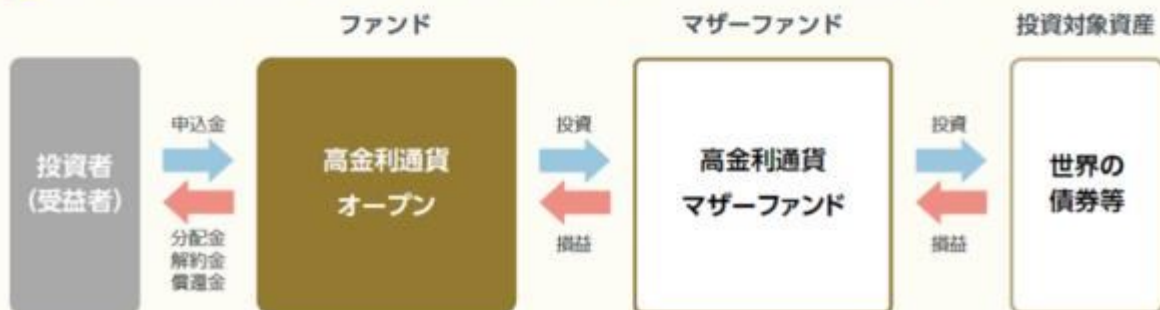 ファンド
マザーファンド
投資対象資産
投資者
(受益者)
申込金
分配金
解約金
償還金
高金利通貨
オープン
投資
損益
高金利通貨
マザーファンド
投資
損益
世界の
債券等